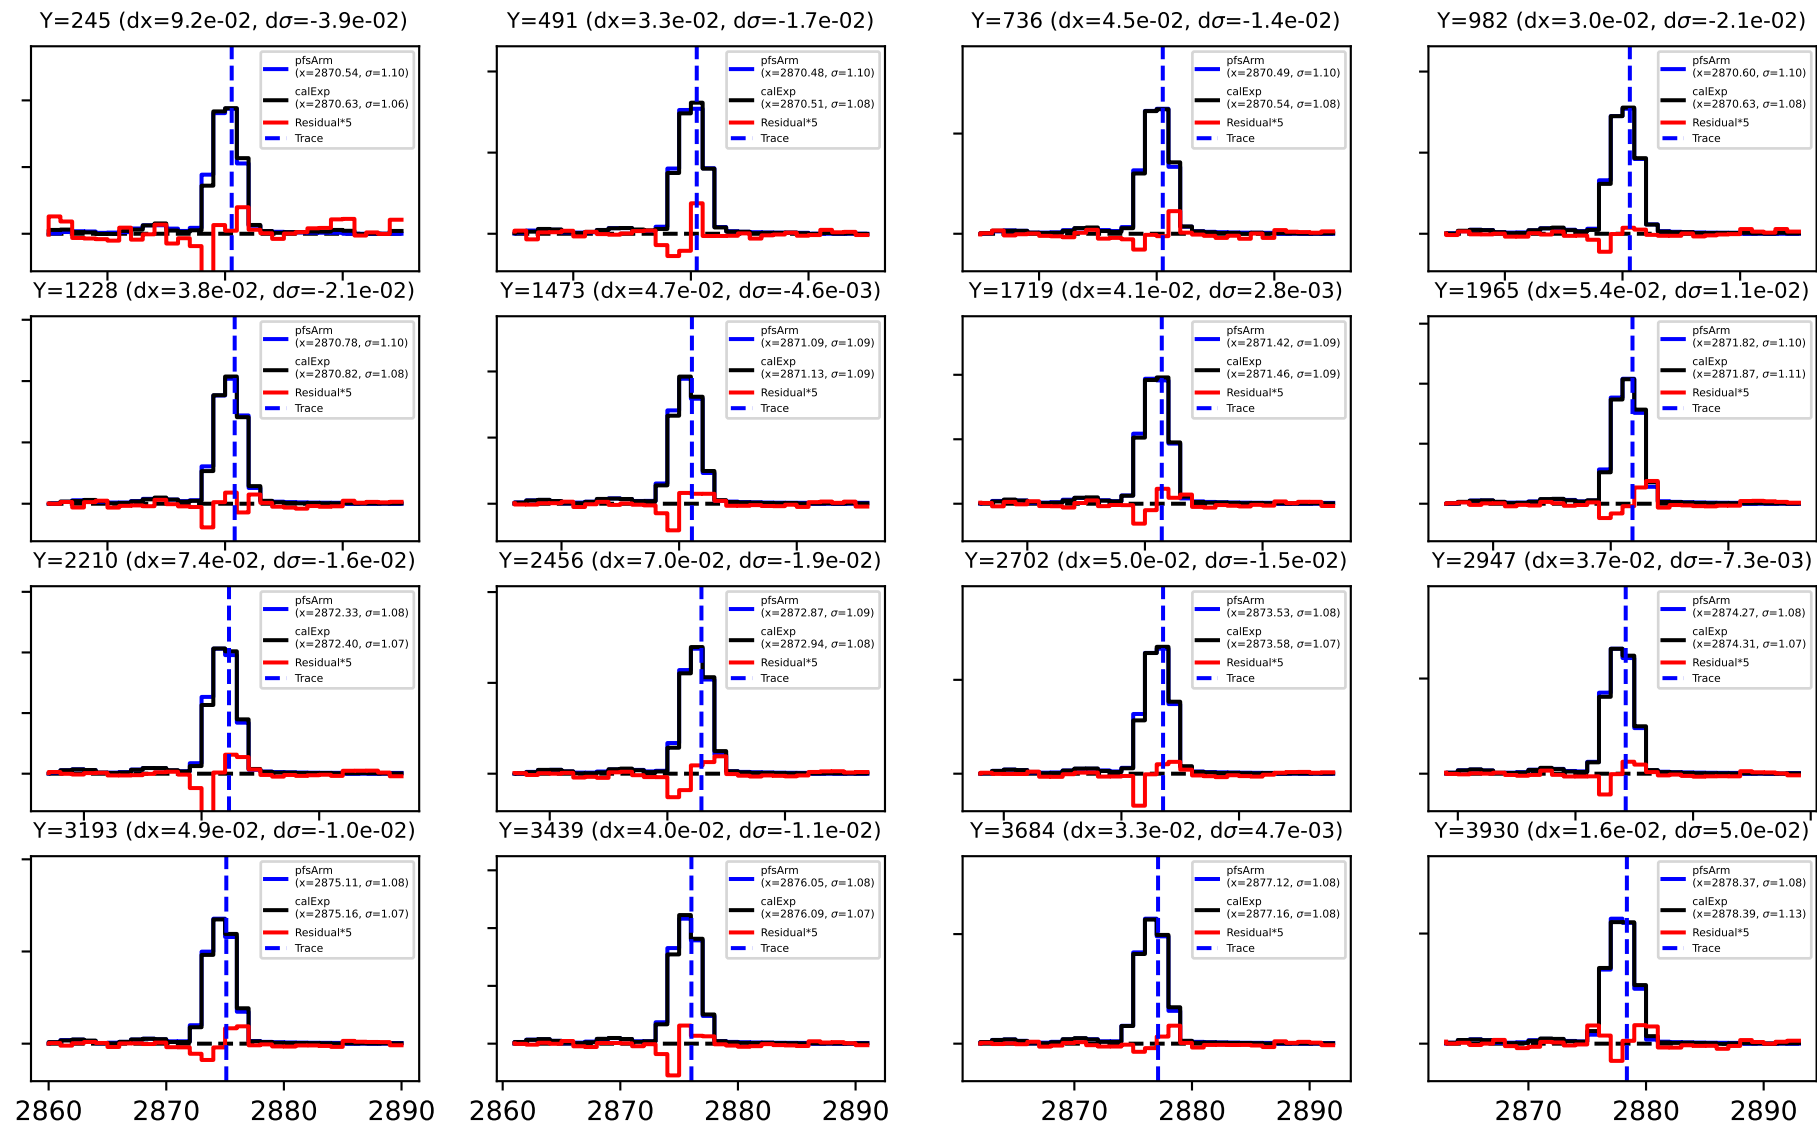 Y=245 (dx=9.2e-02, dσ=-3.9e-02)
pfsArm
(x=2870.54, σ=1.10)
calExp
(x=2870.63, σ=1.06)
Residual*5
Trace
Y=491 (dx=3.3e-02, dσ=-1.7e-02)
pfsArm
(x=2870.48, σ=1.10)
calExp
(x=2870.51, σ=1.08)
Residual*5
Trace
Y=736 (dx=4.5e-02, dσ=-1.4e-02)
pfsArm
(x=2870.49, σ=1.10)
calExp
(x=2870.54, σ=1.08)
Residual*5
Trace
Y=982 (dx=3.0e-02, dσ=-2.1e-02)
pfsArm
(x=2870.60, σ=1.10)
calExp
(x=2870.63, σ=1.08)
Residual*5
Trace
Y=1228 (dx=3.8e-02, dσ=-2.1e-02)
pfsArm
(x=2870.78, σ=1.10)
calExp
(x=2870.82, σ=1.08)
Residual*5
Trace
Y=1473 (dx=4.7e-02, dσ=-4.6e-03)
pfsArm
(x=2871.09, σ=1.09)
calExp
(x=2871.13, σ=1.09)
Residual*5
Trace
Y=1719 (dx=4.1e-02, dσ=2.8e-03)
pfsArm
(x=2871.42, σ=1.09)
calExp
(x=2871.46, σ=1.09)
Residual*5
Trace
Y=1965 (dx=5.4e-02, dσ=1.1e-02)
pfsArm
(x=2871.82, σ=1.10)
calExp
(x=2871.87, σ=1.11)
Residual*5
Trace
Y=2210 (dx=7.4e-02, dσ=-1.6e-02)
pfsArm
(x=2872.33, σ=1.08)
calExp
(x=2872.40, σ=1.07)
Residual*5
Trace
Y=2456 (dx=7.0e-02, dσ=-1.9e-02)
pfsArm
(x=2872.87, σ=1.09)
calExp
(x=2872.94, σ=1.08)
Residual*5
Trace
Y=2702 (dx=5.0e-02, dσ=-1.5e-02)
pfsArm
(x=2873.53, σ=1.08)
calExp
(x=2873.58, σ=1.07)
Residual*5
Trace
Y=2947 (dx=3.7e-02, dσ=-7.3e-03)
pfsArm
(x=2874.27, σ=1.08)
calExp
(x=2874.31, σ=1.07)
Residual*5
Trace
Y=3193 (dx=4.9e-02, dσ=-1.0e-02)
pfsArm
(x=2875.11, σ=1.08)
calExp
(x=2875.16, σ=1.07)
Residual*5
Trace
Y=3439 (dx=4.0e-02, dσ=-1.1e-02)
pfsArm
(x=2876.05, σ=1.08)
calExp
(x=2876.09, σ=1.07)
Residual*5
Trace
Y=3684 (dx=3.3e-02, dσ=4.7e-03)
pfsArm
(x=2877.12, σ=1.08)
calExp
(x=2877.16, σ=1.08)
Residual*5
Trace
Y=3930 (dx=1.6e-02, dσ=5.0e-02)
pfsArm
(x=2878.37, σ=1.08)
calExp
(x=2878.39, σ=1.13)
Residual*5
Trace
2860 2870 2880 2890
2860 2870 2880 2890
2870 2880 2890
2870 2880 2890